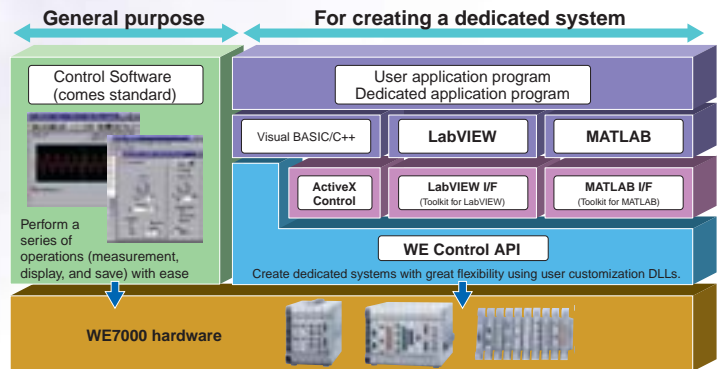 General purpose
For creating a dedicated system
Control Software
(comes standard)
Perform a
series of
operations (measurement,
display, and save) with ease
User application program
Dedicated application program
Visual BASIC/C++
LabVIEW
MATLAB
ActiveX
Control
LabVIEW I/F
(Toolkit for LabVIEW)
MATLAB I/F
(Toolkit for MATLAB)
WE Control API
Create dedicated systems with great flexibility using user customization DLLs.
WE7000 hardware